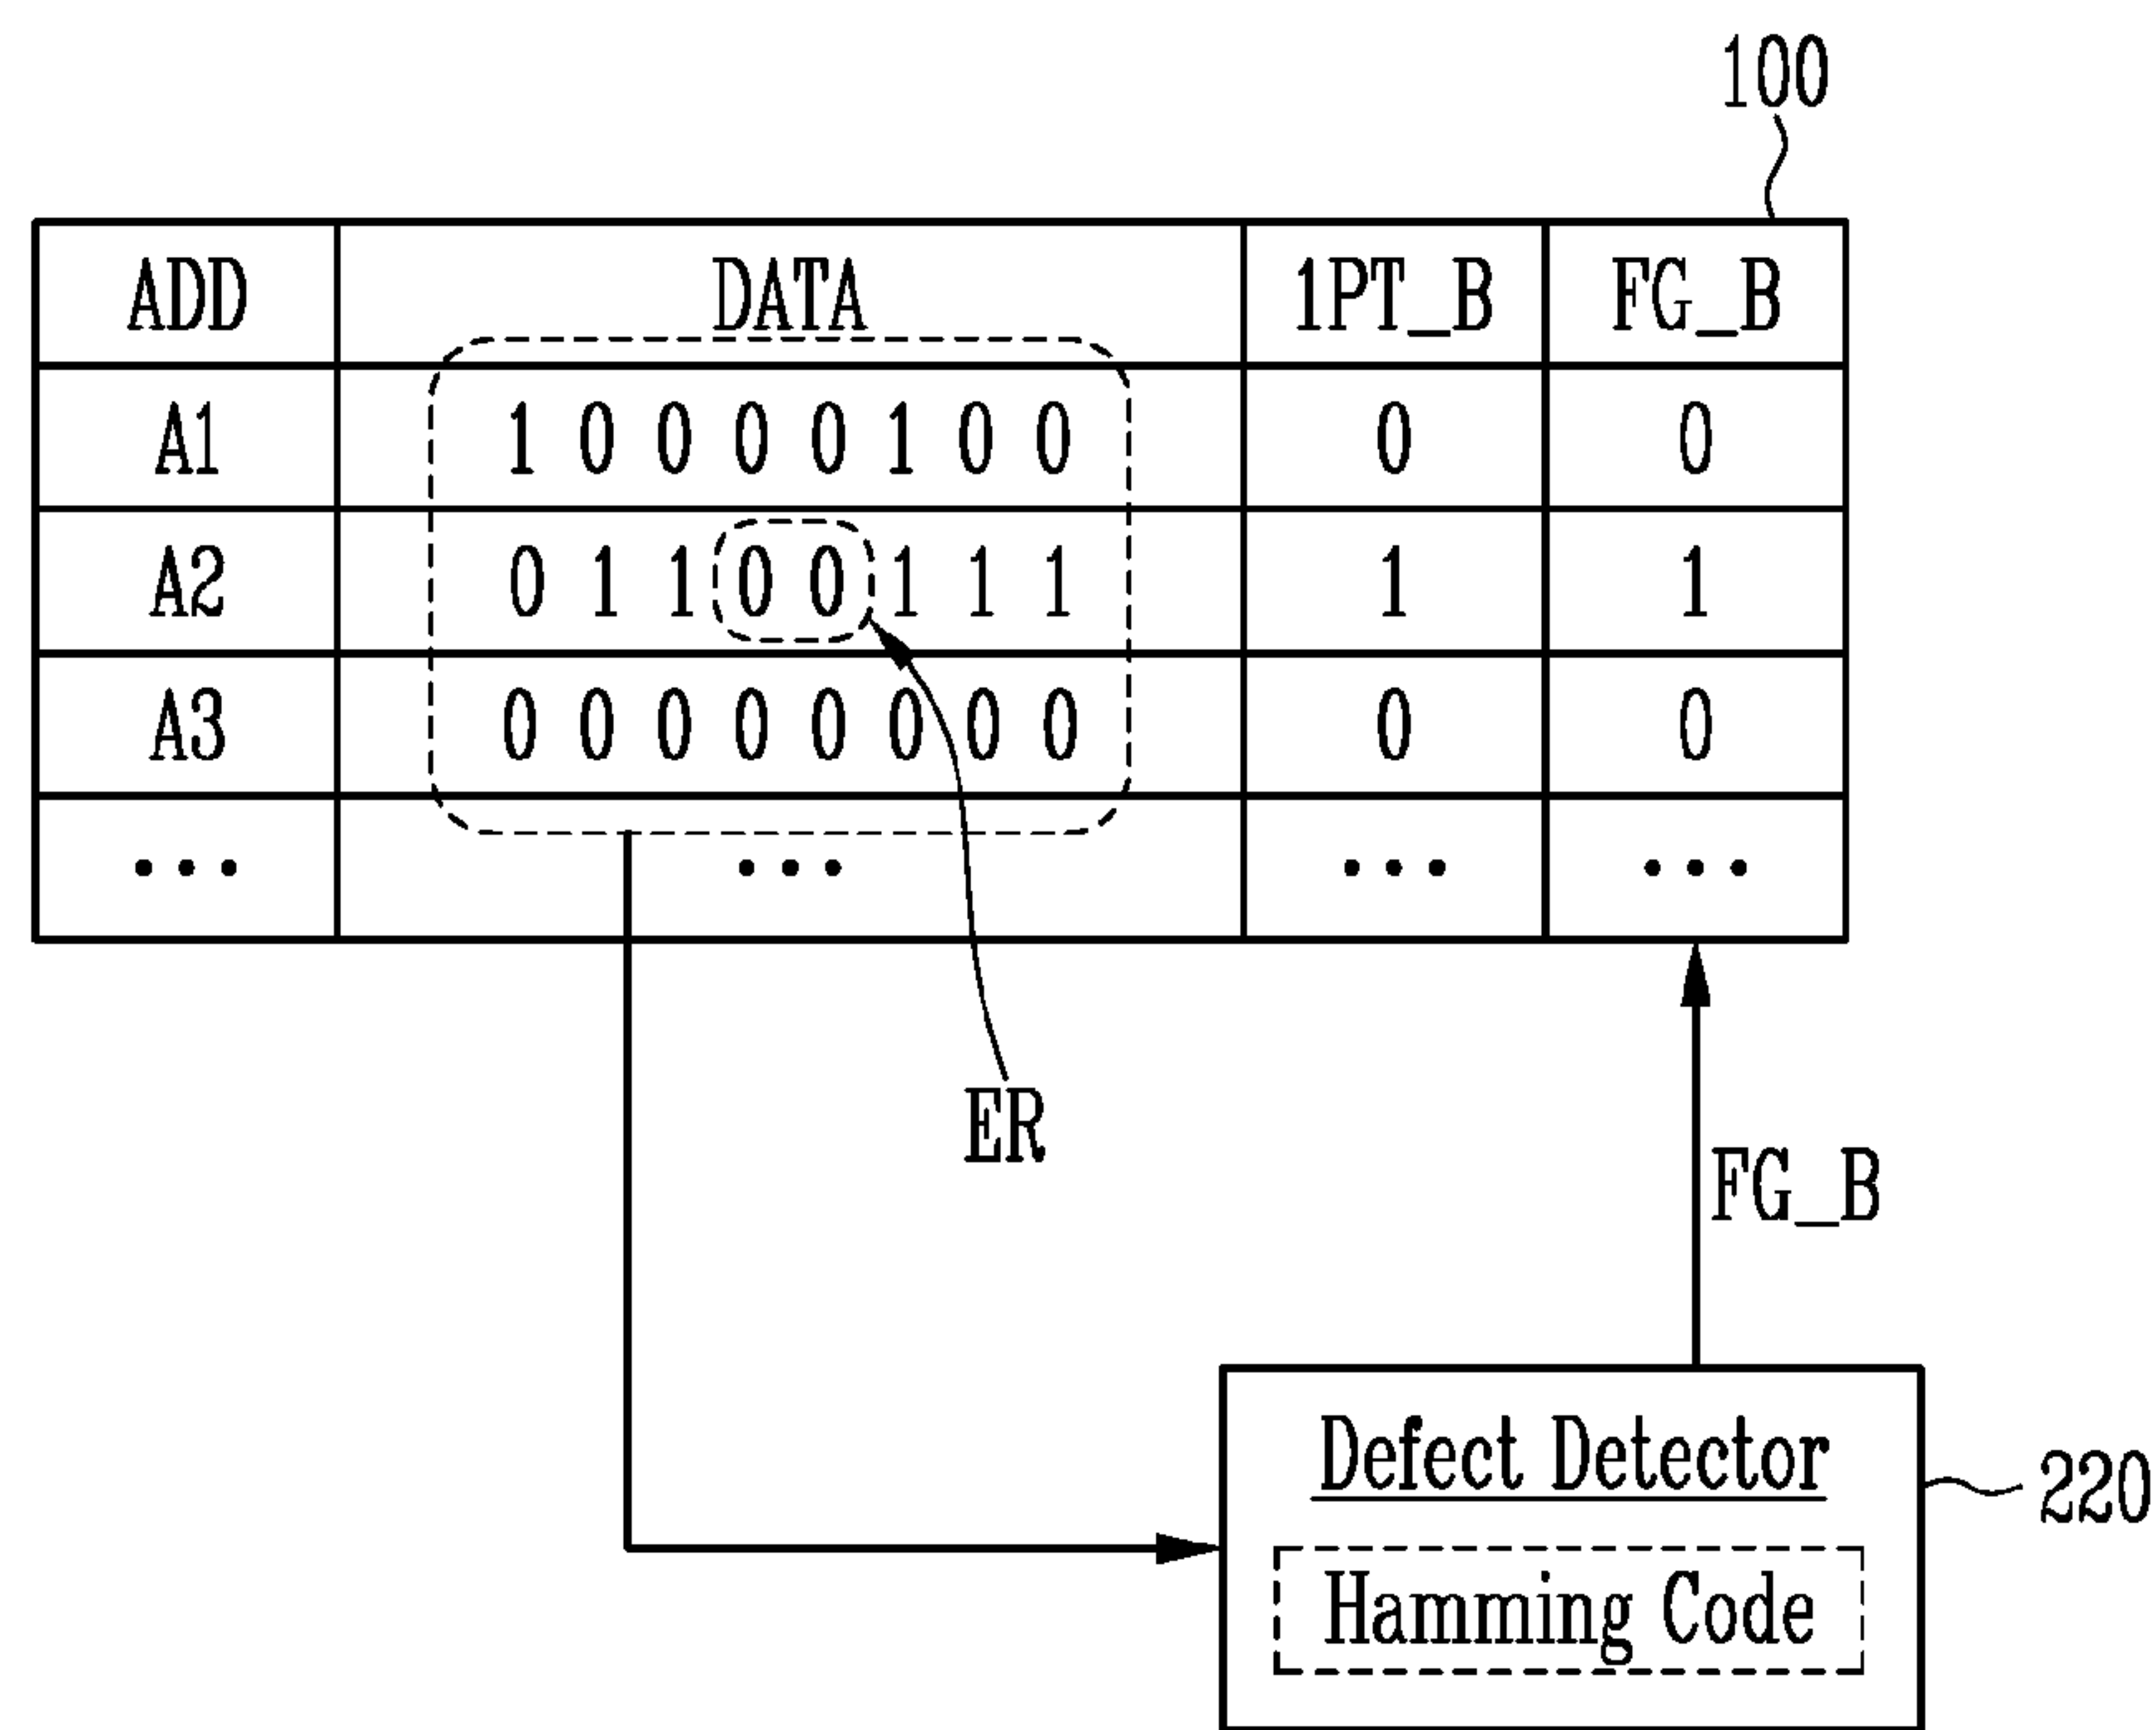 100
ADD DATA 1PT_B FG_B
A1 1 0 0 0 0 1 0 0 0 0
A2 0 1 1 0 0 1 1 1 1 1
A3 0 0 0 0 0 0 0 0 0 0
... ... ... ...
ER
FG_B
Defect Detector
220
Hamming Code